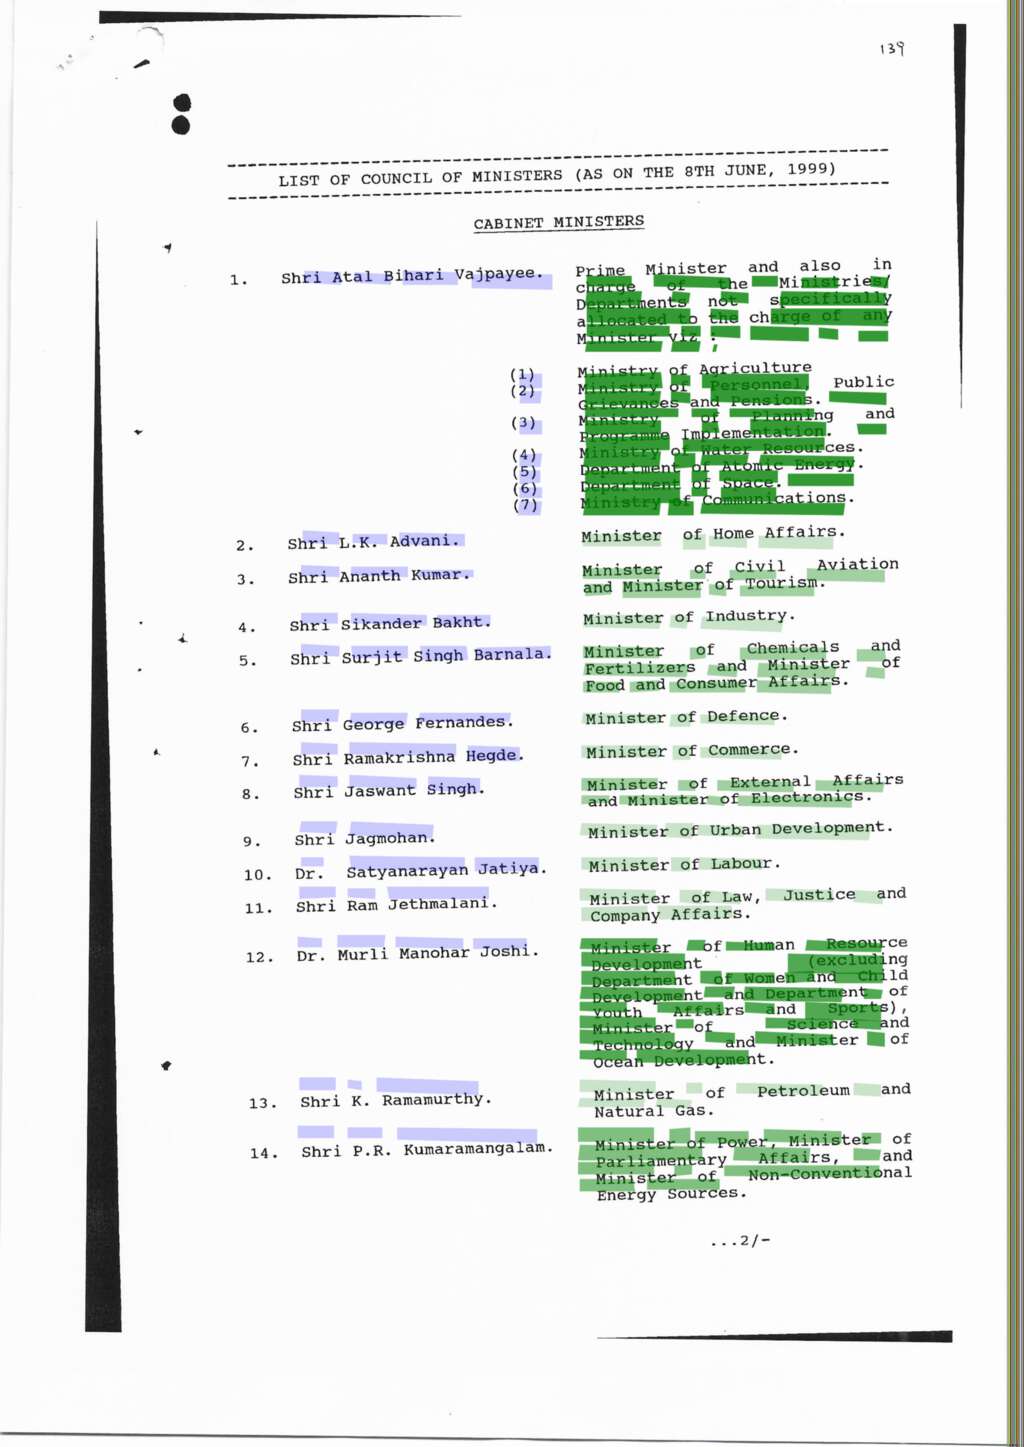 139
LIST OF COUNCIL OF MINISTERS (AS ON THE 8TH JUNE, 1999)
CABINET MINISTERS
1. Shri Atal Bihari Vajpayee. Prime Minister and also in
charge of the Ministries/
Departments not specifically
allocated to the charge of any
Minister viz :
(1) Ministry of Agriculture
(2) Ministry of Personnel, Public
Grievances and Pensions.
(3) Ministry of Planning and
Programme Implementation.
(4) Ministry of Water Resources.
(5) Department of Atomic Energy.
(6) Department of Space.
(7) Ministry of Communications.
2. Shri L.K. Advani. Minister of Home Affairs.
3. Shri Ananth Kumar. Minister of Civil Aviation
and Minister of Tourism.
4. Shri Sikander Bakht. Minister of Industry.
5. Shri Surjit Singh Barnala. Minister of Chemicals and
Fertilizers and Minister of
Food and Consumer Affairs.
6. Shri George Fernandes. Minister of Defence.
7. Shri Ramakrishna Hegde. Minister of Commerce.
8. Shri Jaswant Singh. Minister of External Affairs
and Minister of Electronics.
9. Shri Jagmohan. Minister of Urban Development.
10. Dr. Satyanarayan Jatiya. Minister of Labour.
11. Shri Ram Jethmalani. Minister of Law, Justice and
Company Affairs.
12. Dr. Murli Manohar Joshi. Minister of Human Resource
Development (excluding
Department of Women and Child
Development and Department of
Youth Affairs and Sports),
Minister of Science and
Technology and Minister of
Ocean Development.
13. Shri K. Ramamurthy. Minister of Petroleum and
Natural Gas.
14. Shri P.R. Kumaramangalam. Minister of Power, Minister of
Parliamentary Affairs, and
Minister of Non-Conventional
Energy Sources.
...2/-